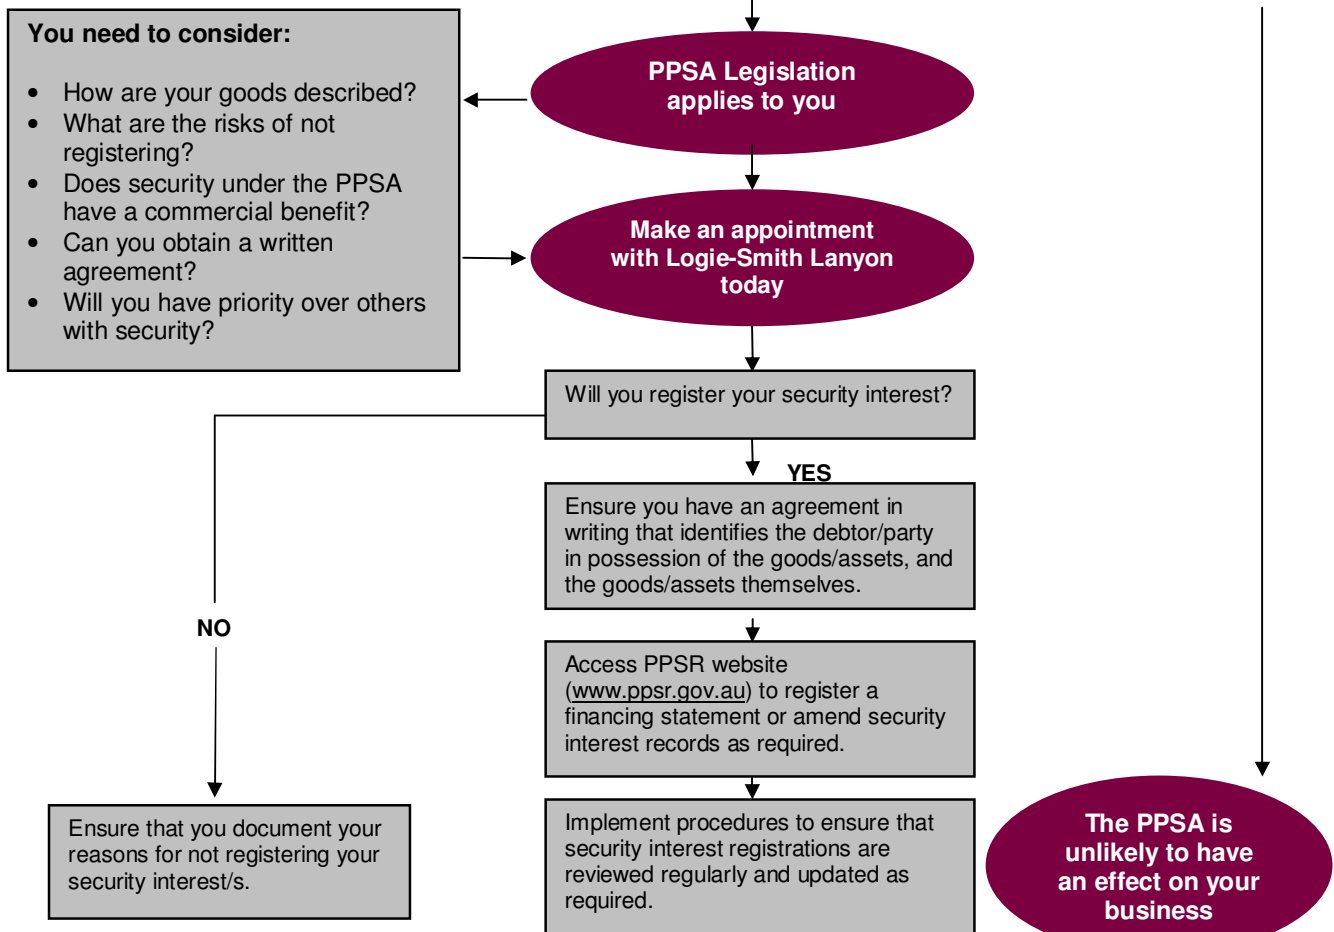 You need to consider:
• How are your goods described?
• What are the risks of not
registering?
• Does security under the PPSA
have a commercial benefit?
• Can you obtain a written
agreement?
• Will you have priority over others
with security?
PPSA Legislation
applies to you
Make an appointment
with Logie-Smith Lanyon
today
Will you register your security interest?
YES
Ensure you have an agreement in
writing that identifies the debtor/party
in possession of the goods/assets, and
the goods/assets themselves.
NO
Access PPSR website
(www.ppsr.gov.au) to register a
financing statement or amend security
interest records as required.
Ensure that you document your
reasons for not registering your
security interest/s.
Implement procedures to ensure that
security interest registrations are
reviewed regularly and updated as
required.
The PPSA is
unlikely to have
an effect on your
business